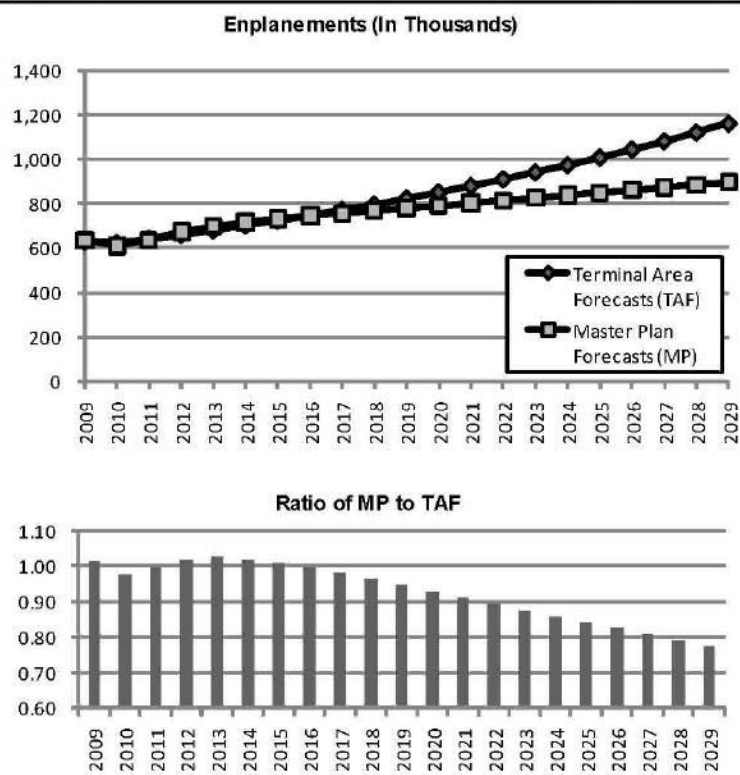 Enplanements (In Thousands)
1,400
1,200
1,000
800
600
400
200
0
Terminal Area
Forecasts (TAF)
Master Plan
Forecasts (MP)
2009 2010 2011 2012 2013 2014 2015 2016 2017 2018 2019 2020 2021 2022 2023 2024 2025 2026 2027 2028 2029
Ratio of MP to TAF
1.10
1.00
0.90
0.80
0.70
0.60
2009 2010 2011 2012 2013 2014 2015 2016 2017 2018 2019 2020 2021 2022 2023 2024 2025 2026 2027 2028 2029